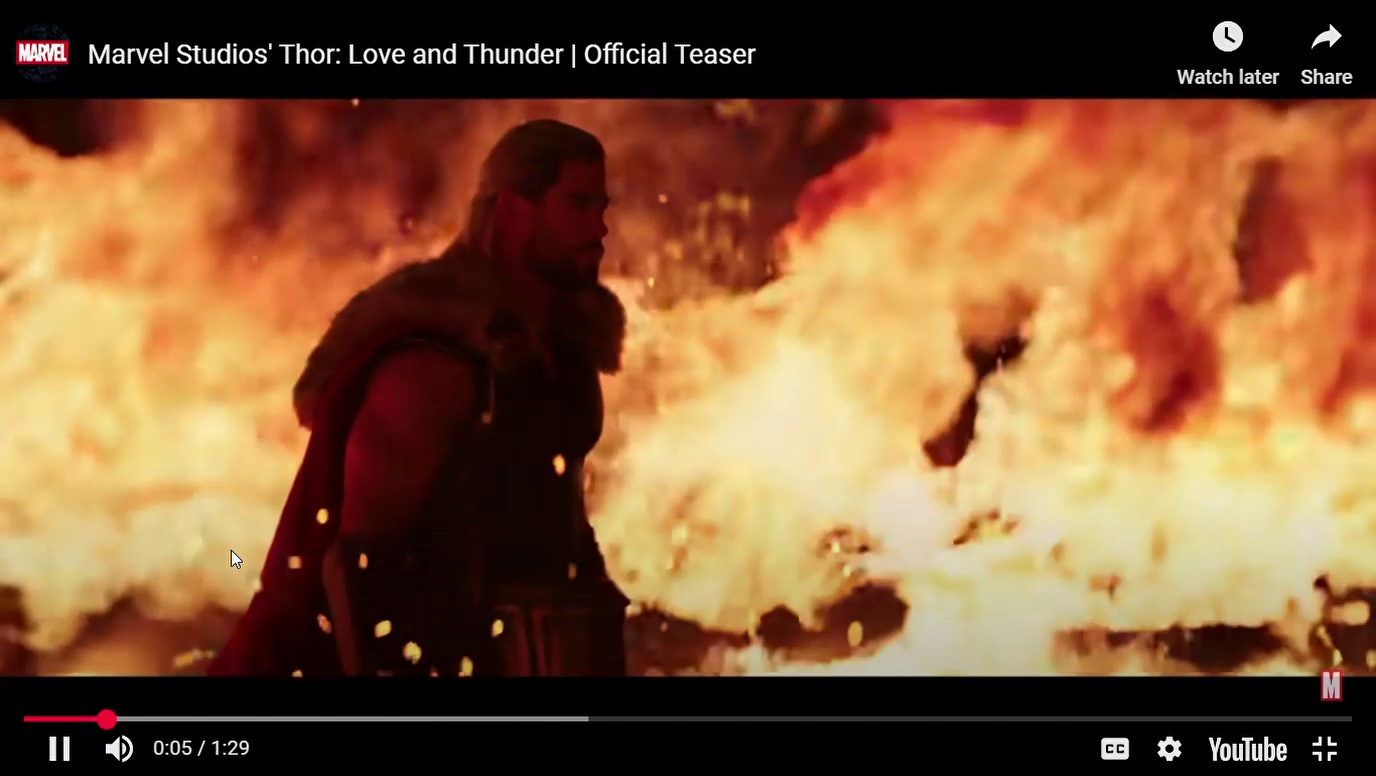 MARVEL
Marvel Studios' Thor: Love and Thunder | Official Teaser
Watch later
Share
M
0:05 / 1:29
CC
YouTube